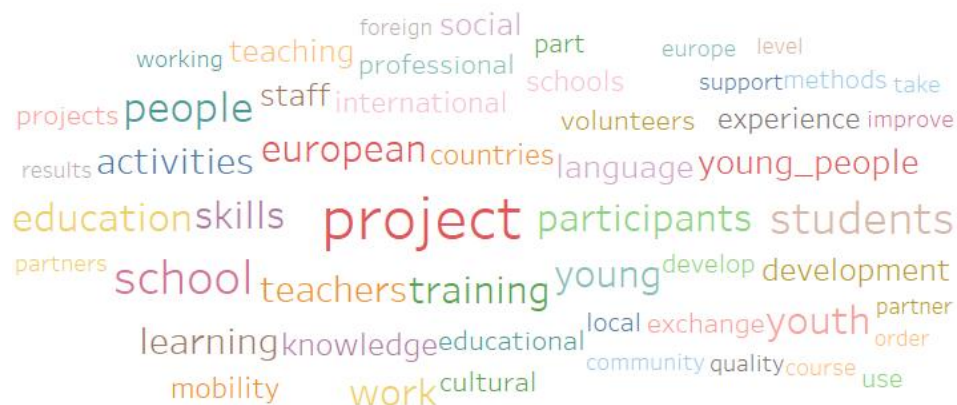 foreign social
working teaching professional part europe level
projects people staff international schools support methods take
volunteers experience improve
results activities european countries language young_people
education skills project participants students
partners school teachers training young develop development
learning knowledge educational local exchange youth partner order
mobility work cultural community quality course use